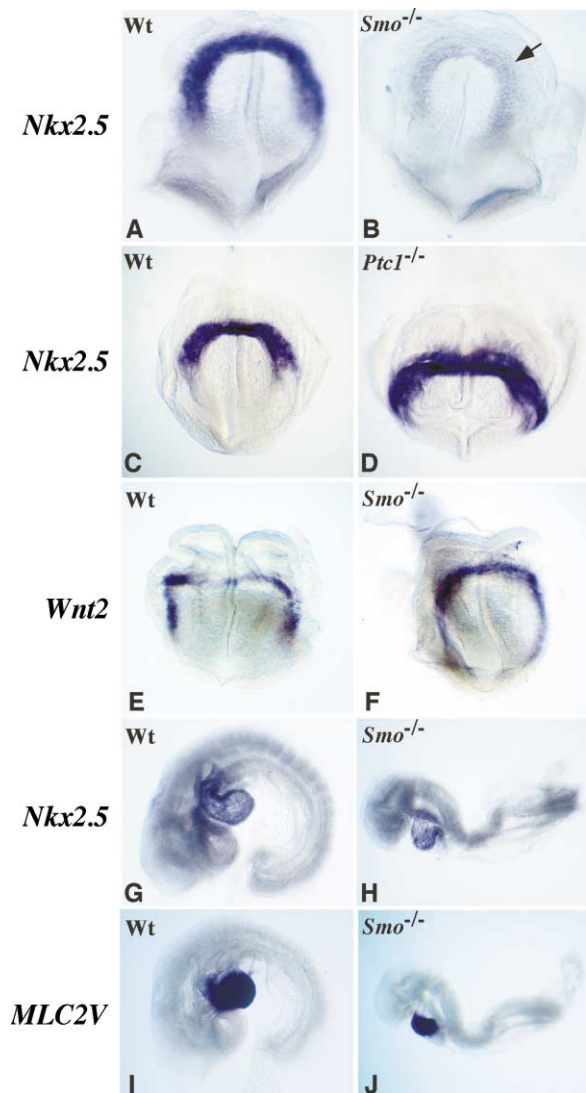 Wt
Smo-/-
Nkx2.5
A
B
Wt
Ptc1-/-
Nkx2.5
C
D
Wt
Smo-/-
Wnt2
E
F
Wt
Smo-/-
Nkx2.5
G
H
Wt
Smo-/-
MLC2V
I
J